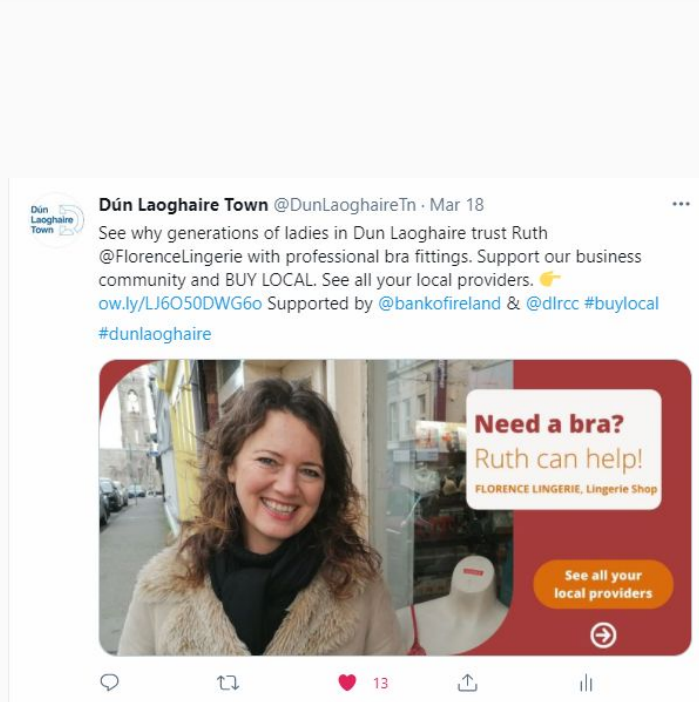 Dún
Laoghaire
Town
Dún Laoghaire Town @DunLaoghaireTn · Mar 18
See why generations of ladies in Dun Laoghaire trust Ruth
@FlorenceLingerie with professional bra fittings. Support our business
community and BUY LOCAL. See all your local providers. 👉
ow.ly/LJ6O50DWG6o Supported by @bankofireland & @dlrcc #buylocal
#dunlaoghaire
Need a bra?
Ruth can help!
FLORENCE LINGERIE, Lingerie Shop
See all your
local providers
13